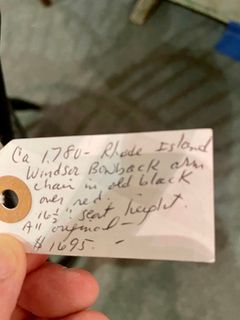 Ca 1780- Rhode Island
Windsor Bowback arm
chair in old black
over red.
16½" seat height.
All original-
$1695.-